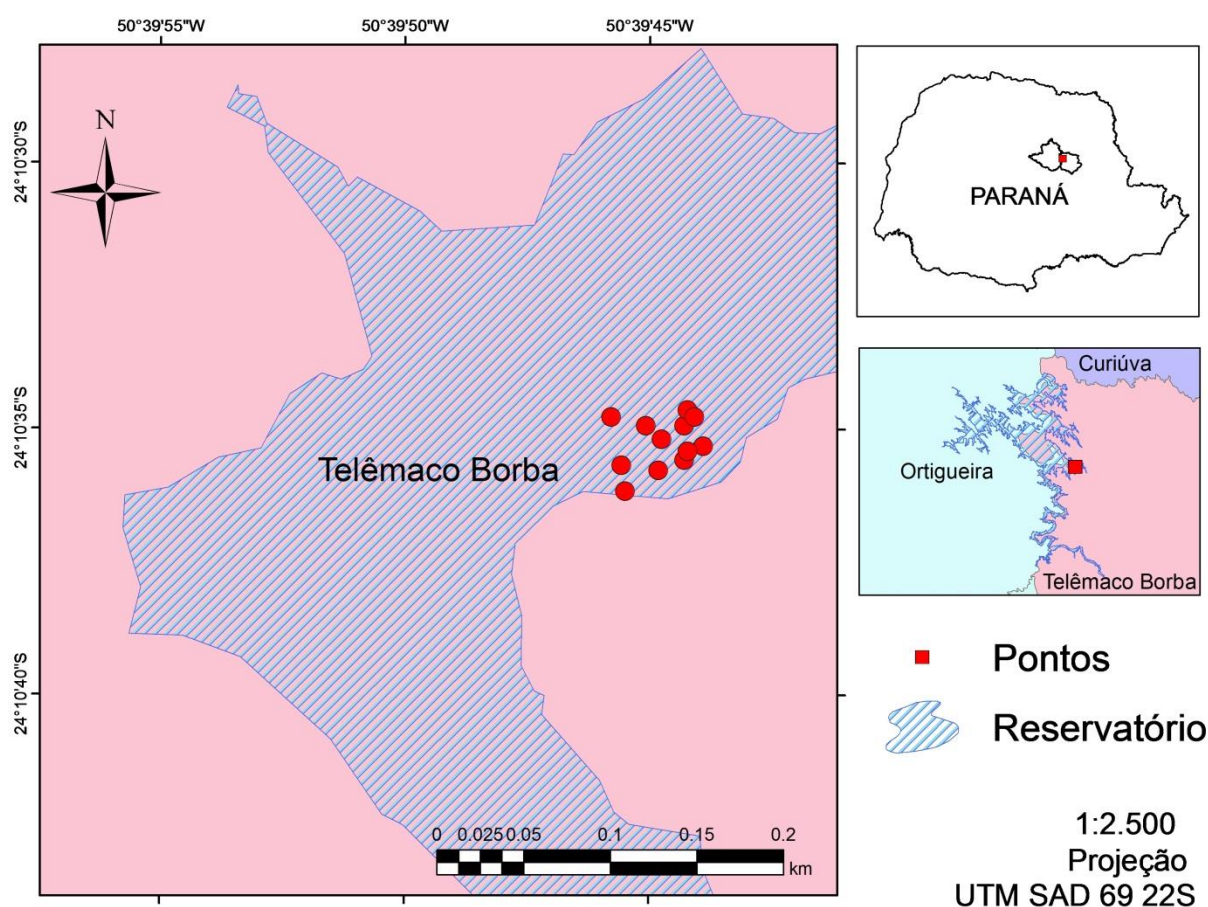 50°39'55"W 50°39'50"W 50°39'45"W
24°10'30"S
24°10'35"S
24°10'40"S
N
Telêmaco Borba
0 0.025 0.05 0.1 0.15 0.2
km
PARANÁ
Curiúva
Ortigueira
Telêmaco Borba
Pontos
Reservatório
1:2.500
Projeção
UTM SAD 69 22S